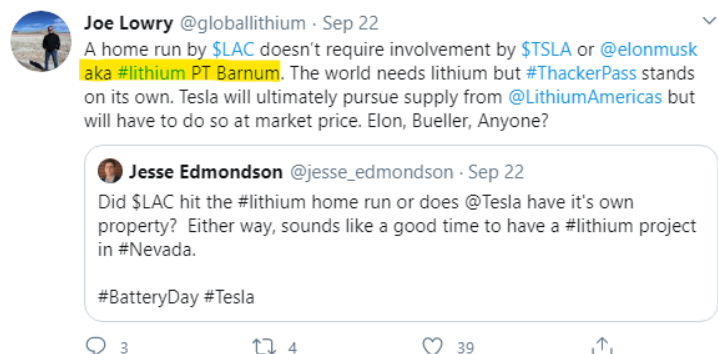 Joe Lowry @globallithium · Sep 22
A home run by $LAC doesn't require involvement by $TSLA or @elonmusk
aka #lithium PT Barnum. The world needs lithium but #ThackerPass stands
on its own. Tesla will ultimately pursue supply from @LithiumAmericas but
will have to do so at market price. Elon, Bueller, Anyone?
Jesse Edmondson @jesse_edmondson · Sep 22
Did $LAC hit the #lithium home run or does @Tesla have it's own
property? Either way, sounds like a good time to have a #lithium project
in #Nevada.
#BatteryDay #Tesla
3 4 39